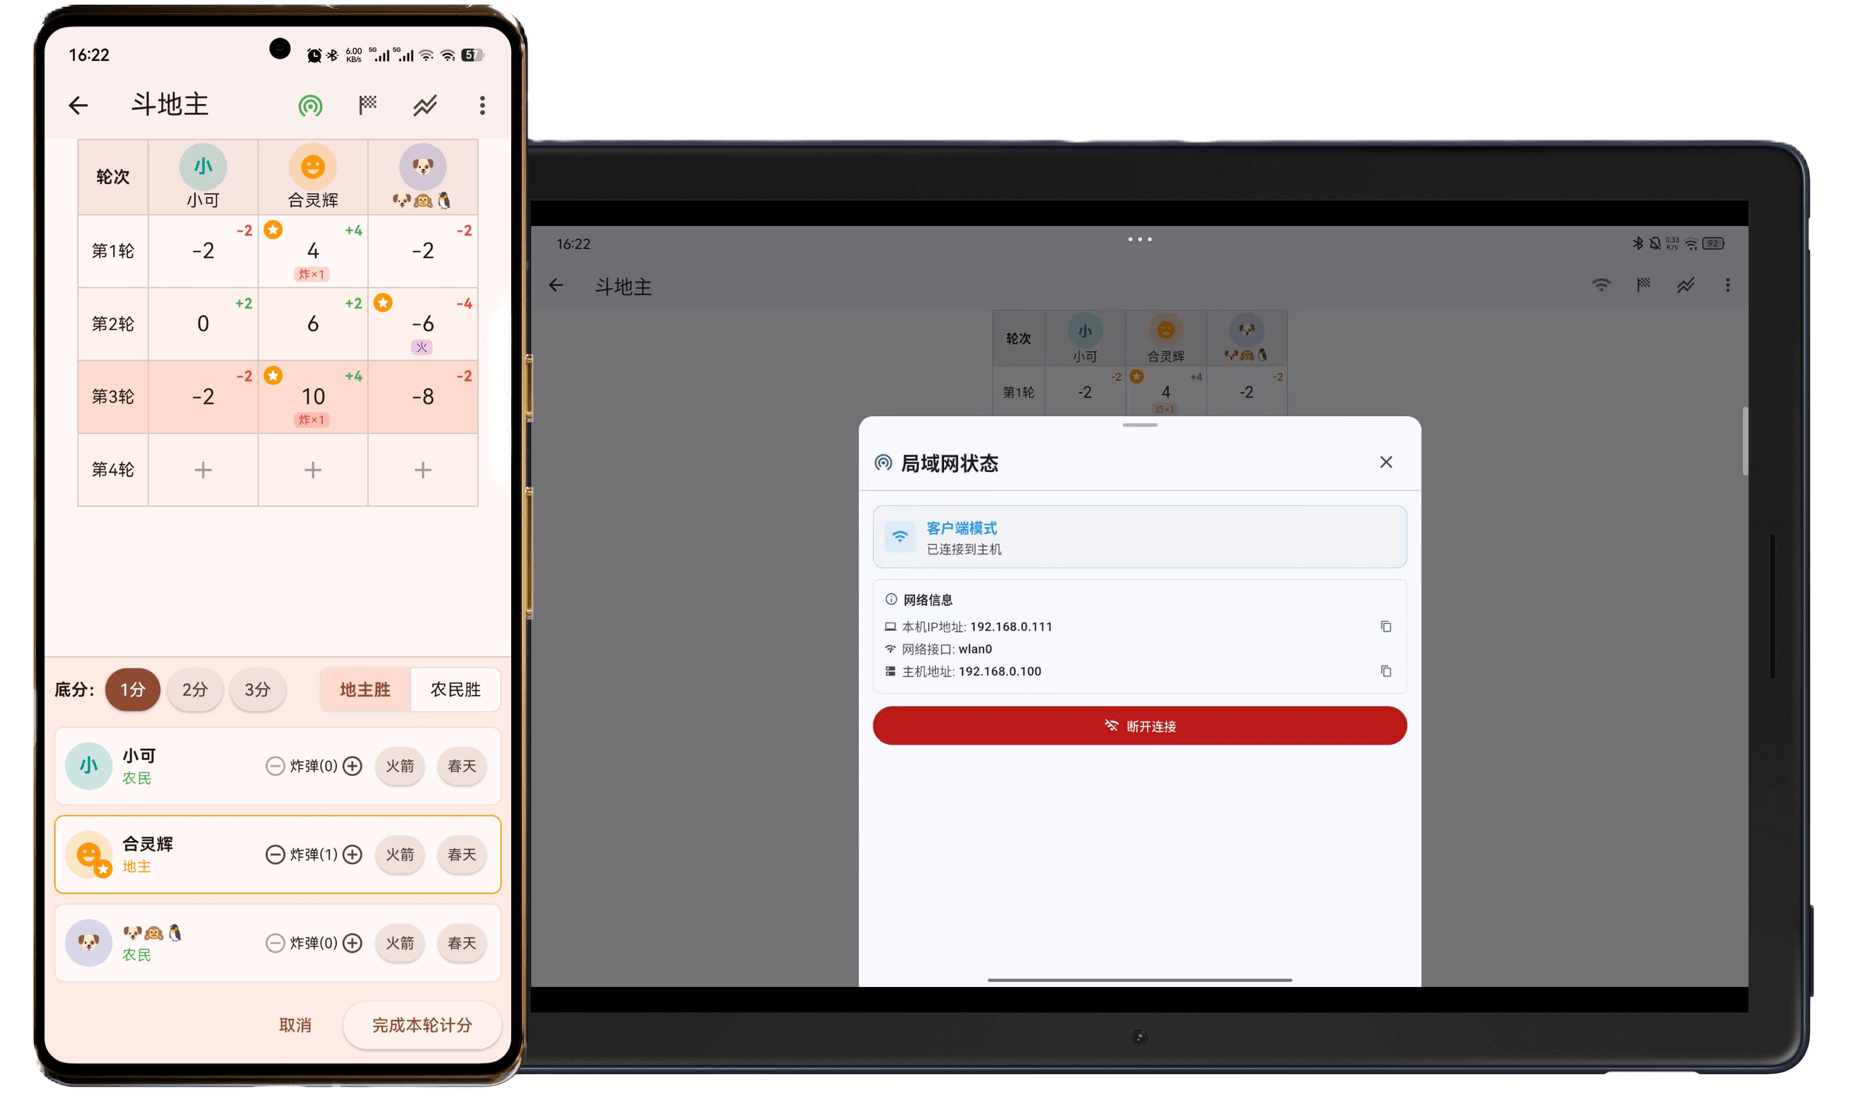 16:22
6.00
KB/s
5G
5G
57
斗地主
轮次
小
小可
合灵辉
🐶🙉🐧
第1轮
-2
-2
+4
4
炸×1
-2
-2
第2轮
+2
0
+2
6
-4
-6
火
第3轮
-2
-2
+4
10
炸×1
-2
-8
第4轮
+
+
+
底分:
1分
2分
3分
地主胜
农民胜
小
小可
农民
炸弹(0)
火箭
春天
合灵辉
地主
炸弹(1)
火箭
春天
🐶🙉🐧
农民
炸弹(0)
火箭
春天
取消
完成本轮计分
16:22
0.33
K/s
92
斗地主
轮次
小
小可
合灵辉
🐶🙉🐧
第1轮
-2
-2
+4
4
炸×1
-2
-2
局域网状态
客户端模式
已连接到主机
网络信息
本机IP地址: 192.168.0.111
网络接口: wlan0
主机地址: 192.168.0.100
断开连接